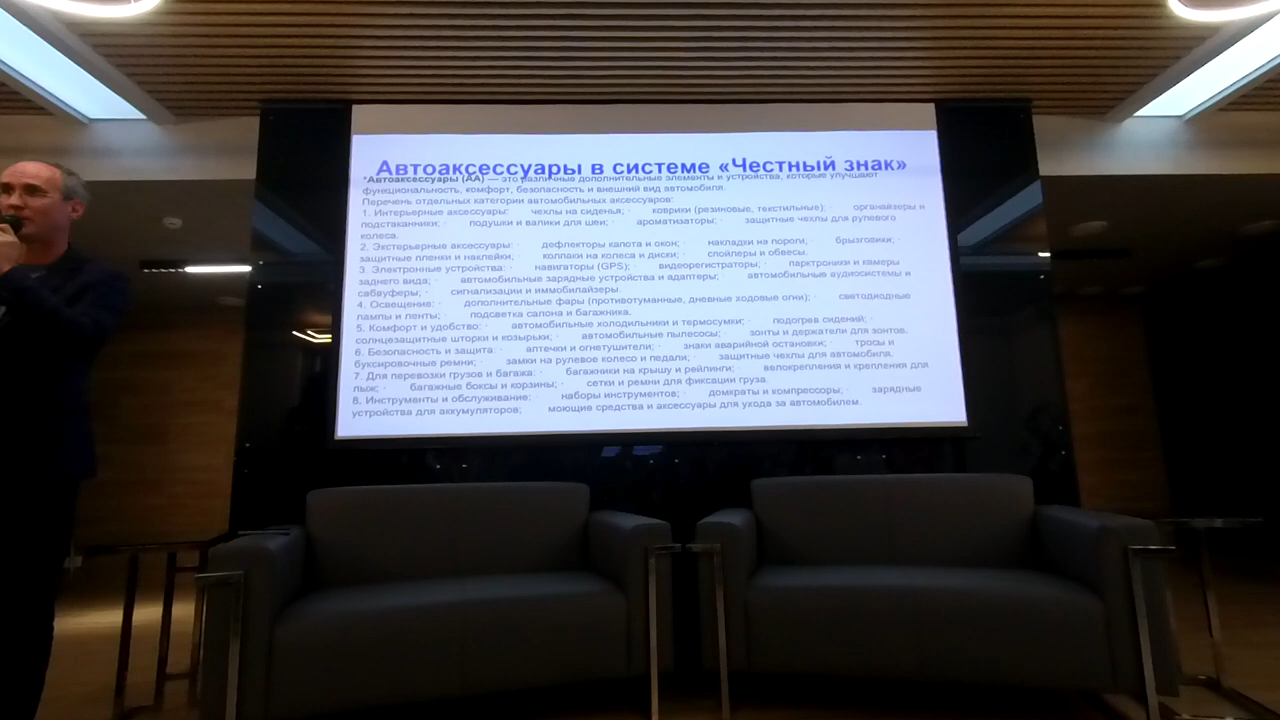 Автоаксессуары в системе «Честный знак»
*Автоаксессуары (АА) — это различные дополнительные элементы и устройства, которые улучшают
функциональность, комфорт, безопасность и внешний вид автомобиля.
Перечень отдельных категории автомобильных аксессуаров:
1. Интерьерные аксессуары: · чехлы на сиденья; · коврики (резиновые, текстильные); · органайзеры и
подстаканники; · подушки и валики для шеи; · ароматизаторы; · защитные чехлы для рулевого
колеса.
2. Экстерьерные аксессуары: · дефлекторы капота и окон; · накладки на пороги; · брызговики; ·
защитные пленки и наклейки; · колпаки на колеса и диски; · спойлеры и обвесы.
3. Электронные устройства: · навигаторы (GPS); · видеорегистраторы; · парктроники и камеры
заднего вида; · автомобильные зарядные устройства и адаптеры; · автомобильные аудиосистемы и
сабвуферы; · сигнализации и иммобилайзеры.
4. Освещение: · дополнительные фары (противотуманные, дневные ходовые огни); · светодиодные
лампы и ленты; · подсветка салона и багажника.
5. Комфорт и удобство: · автомобильные холодильники и термосумки; · подогрев сидений; ·
солнцезащитные шторки и козырьки; · автомобильные пылесосы; · зонты и держатели для зонтов.
6. Безопасность и защита: · аптечки и огнетушители; · знаки аварийной остановки; · тросы и
буксировочные ремни; · замки на рулевое колесо и педали; · защитные чехлы для автомобиля.
7. Для перевозки грузов и багажа: · багажники на крышу и рейлинги; · велокрепления и крепления для
лыж; · багажные боксы и корзины; · сетки и ремни для фиксации груза.
8. Инструменты и обслуживание: · наборы инструментов; · домкраты и компрессоры; · зарядные
устройства для аккумуляторов; моющие средства и аксессуары для ухода за автомобилем.